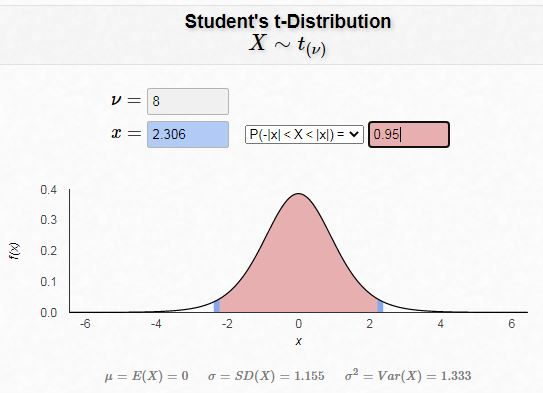 Student's t-Distribution
X ~ t(ν)
ν = 8
x = 2.306 P(-|x| < X < |x|) = 0.95
0.4
0.3
0.2
0.1
0.0
f(x)
-6 -4 -2 0 2 4 6
x
μ = E(X) = 0 σ = SD(X) = 1.155 σ² = Var(X) = 1.333